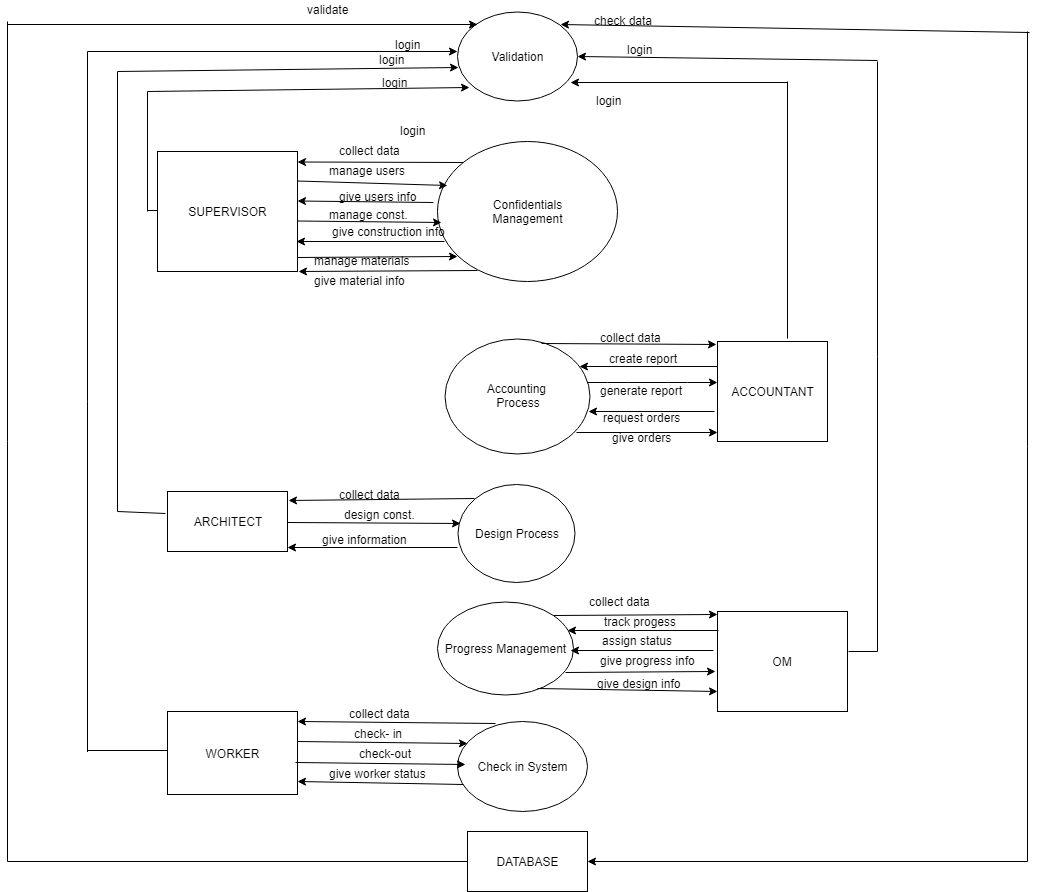 validate
check data
login
login
login
Validation
login
login
login
SUPERVISOR
collect data
manage users
give users info
manage const.
give construction info
manage materials
give material info
Confidentials
Management
Accounting
Process
collect data
create report
generate report
request orders
give orders
ACCOUNTANT
ARCHITECT
collect data
design const.
give information
Design Process
Progress Management
collect data
track progess
assign status
give progress info
give design info
OM
WORKER
collect data
check- in
check-out
give worker status
Check in System
DATABASE